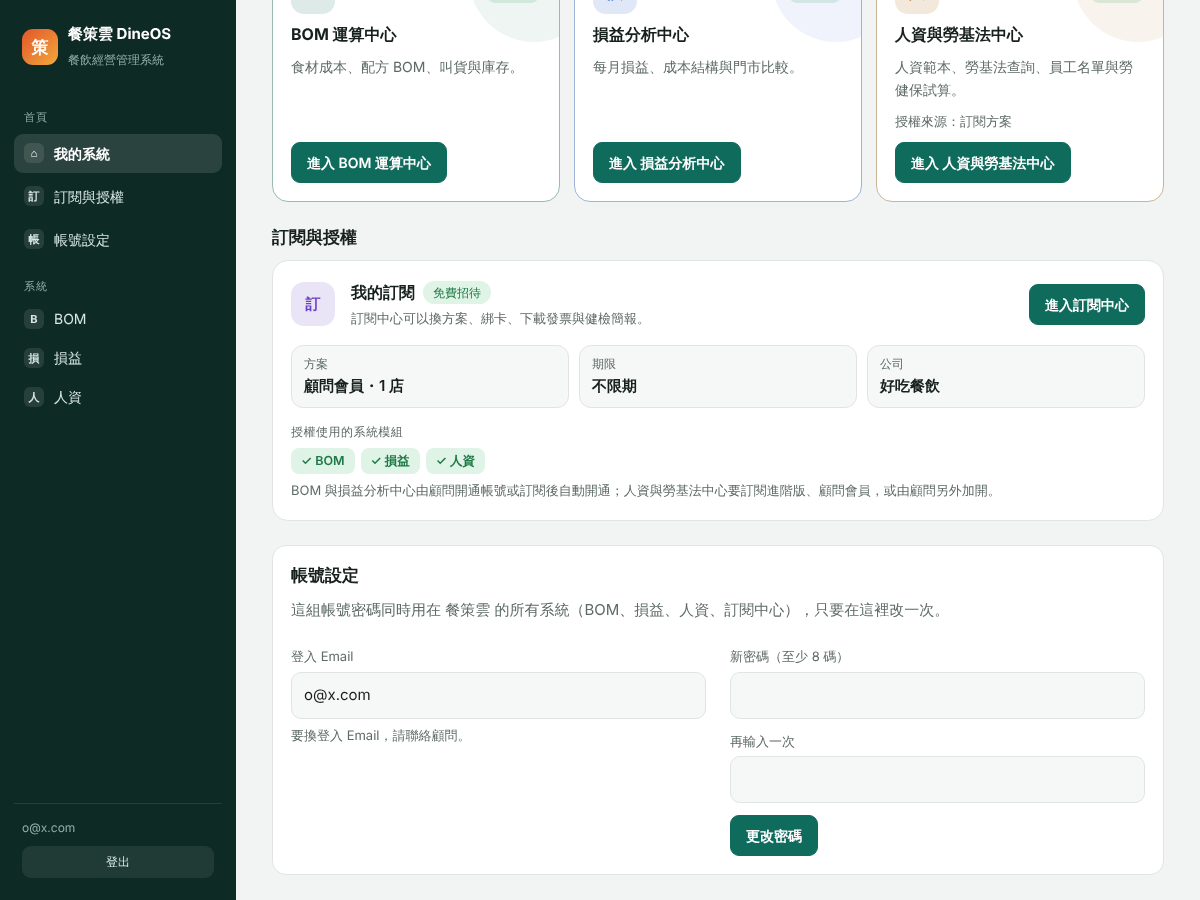 策
餐策雲 DineOS
餐飲經營管理系統
首頁
⌂ 我的系統
訂 訂閱與授權
帳 帳號設定
系統
B BOM
損 損益
人 人資
o@x.com
登出
BOM 運算中心
食材成本、配方 BOM、叫貨與庫存。
進入 BOM 運算中心
損益分析中心
每月損益、成本結構與門市比較。
進入 損益分析中心
人資與勞基法中心
人資範本、勞基法查詢、員工名單與勞
健保試算。
授權來源：訂閱方案
進入 人資與勞基法中心
訂閱與授權
訂
我的訂閱 免費招待
訂閱中心可以換方案、綁卡、下載發票與健檢簡報。
進入訂閱中心
方案
顧問會員・1 店
期限
不限期
公司
好吃餐飲
授權使用的系統模組
✓ BOM ✓ 損益 ✓ 人資
BOM 與損益分析中心由顧問開通帳號或訂閱後自動開通；人資與勞基法中心要訂閱進階版、顧問會員，或由顧問另外加開。
帳號設定
這組帳號密碼同時用在 餐策雲 的所有系統（BOM、損益、人資、訂閱中心），只要在這裡改一次。
登入 Email
o@x.com
要換登入 Email，請聯絡顧問。
新密碼（至少 8 碼）
再輸入一次
更改密碼